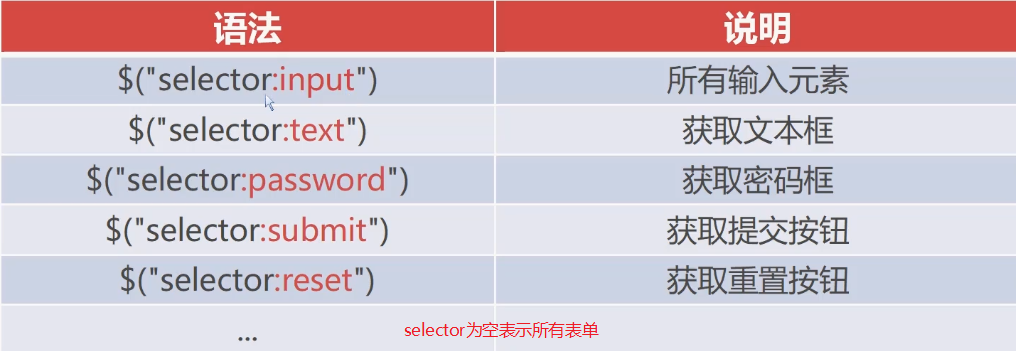 语法 说明
$("selector:input") 所有输入元素
$("selector:text") 获取文本框
$("selector:password") 获取密码框
$("selector:submit") 获取提交按钮
$("selector:reset") 获取重置按钮
... selector为空表示所有表单